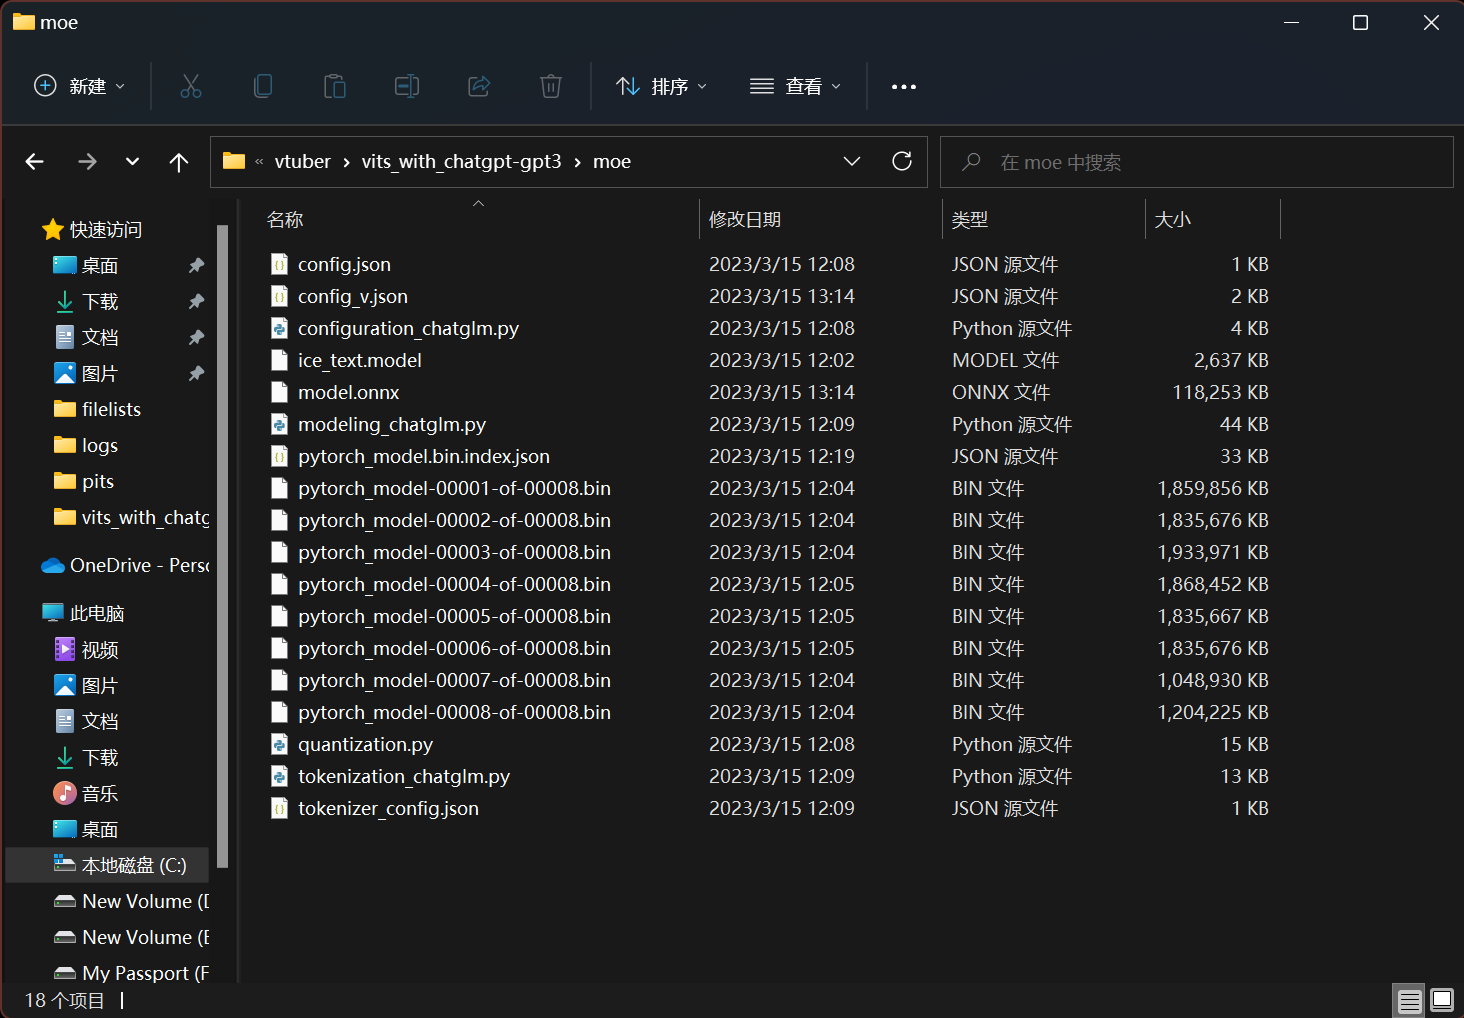 moe
新建
排序
查看
« vtuber › vits_with_chatgpt-gpt3 › moe
在 moe 中搜索
快速访问
桌面
下载
文档
图片
filelists
logs
pits
vits_with_chatg
OneDrive - Perso
此电脑
视频
图片
文档
下载
音乐
桌面
本地磁盘 (C:)
New Volume (D
New Volume (E
My Passport (F
名称 修改日期 类型 大小
config.json 2023/3/15 12:08 JSON 源文件 1 KB
config_v.json 2023/3/15 13:14 JSON 源文件 2 KB
configuration_chatglm.py 2023/3/15 12:08 Python 源文件 4 KB
ice_text.model 2023/3/15 12:02 MODEL 文件 2,637 KB
model.onnx 2023/3/15 13:14 ONNX 文件 118,253 KB
modeling_chatglm.py 2023/3/15 12:09 Python 源文件 44 KB
pytorch_model.bin.index.json 2023/3/15 12:19 JSON 源文件 33 KB
pytorch_model-00001-of-00008.bin 2023/3/15 12:04 BIN 文件 1,859,856 KB
pytorch_model-00002-of-00008.bin 2023/3/15 12:04 BIN 文件 1,835,676 KB
pytorch_model-00003-of-00008.bin 2023/3/15 12:04 BIN 文件 1,933,971 KB
pytorch_model-00004-of-00008.bin 2023/3/15 12:05 BIN 文件 1,868,452 KB
pytorch_model-00005-of-00008.bin 2023/3/15 12:05 BIN 文件 1,835,667 KB
pytorch_model-00006-of-00008.bin 2023/3/15 12:05 BIN 文件 1,835,676 KB
pytorch_model-00007-of-00008.bin 2023/3/15 12:04 BIN 文件 1,048,930 KB
pytorch_model-00008-of-00008.bin 2023/3/15 12:04 BIN 文件 1,204,225 KB
quantization.py 2023/3/15 12:08 Python 源文件 15 KB
tokenization_chatglm.py 2023/3/15 12:09 Python 源文件 13 KB
tokenizer_config.json 2023/3/15 12:09 JSON 源文件 1 KB
18 个项目